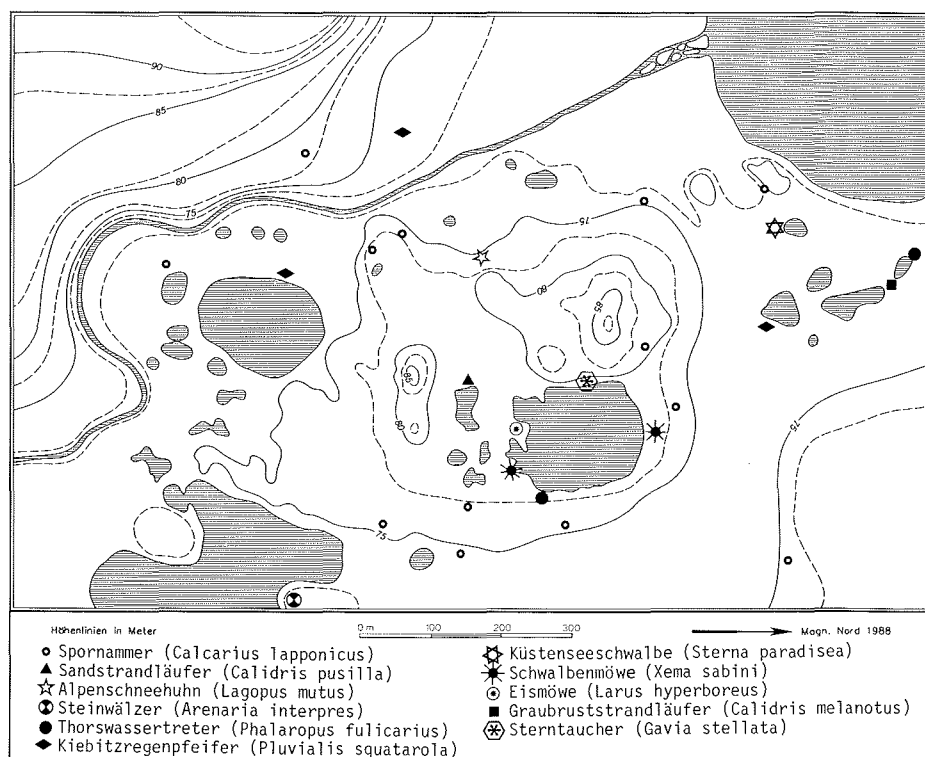 90
85
80
75
75
80
85
85
80
75
75
Höhenlinien in Meter
0 m 100 200 300
Magn. Nord 1988
Spornammer (Calcarius lapponicus)
Sandstrandläufer (Calidris pusilla)
Alpenschneehuhn (Lagopus mutus)
Steinwälzer (Arenaria interpres)
Thorswassertreter (Phalaropus fulicarius)
Kiebitzregenpfeifer (Pluvialis squatarola)
Küstenseeschwalbe (Sterna paradisea)
Schwalbenmöwe (Xema sabini)
Eismöwe (Larus hyperboreus)
Graubruststrandläufer (Calidris melanotus)
Sterntaucher (Gavia stellata)